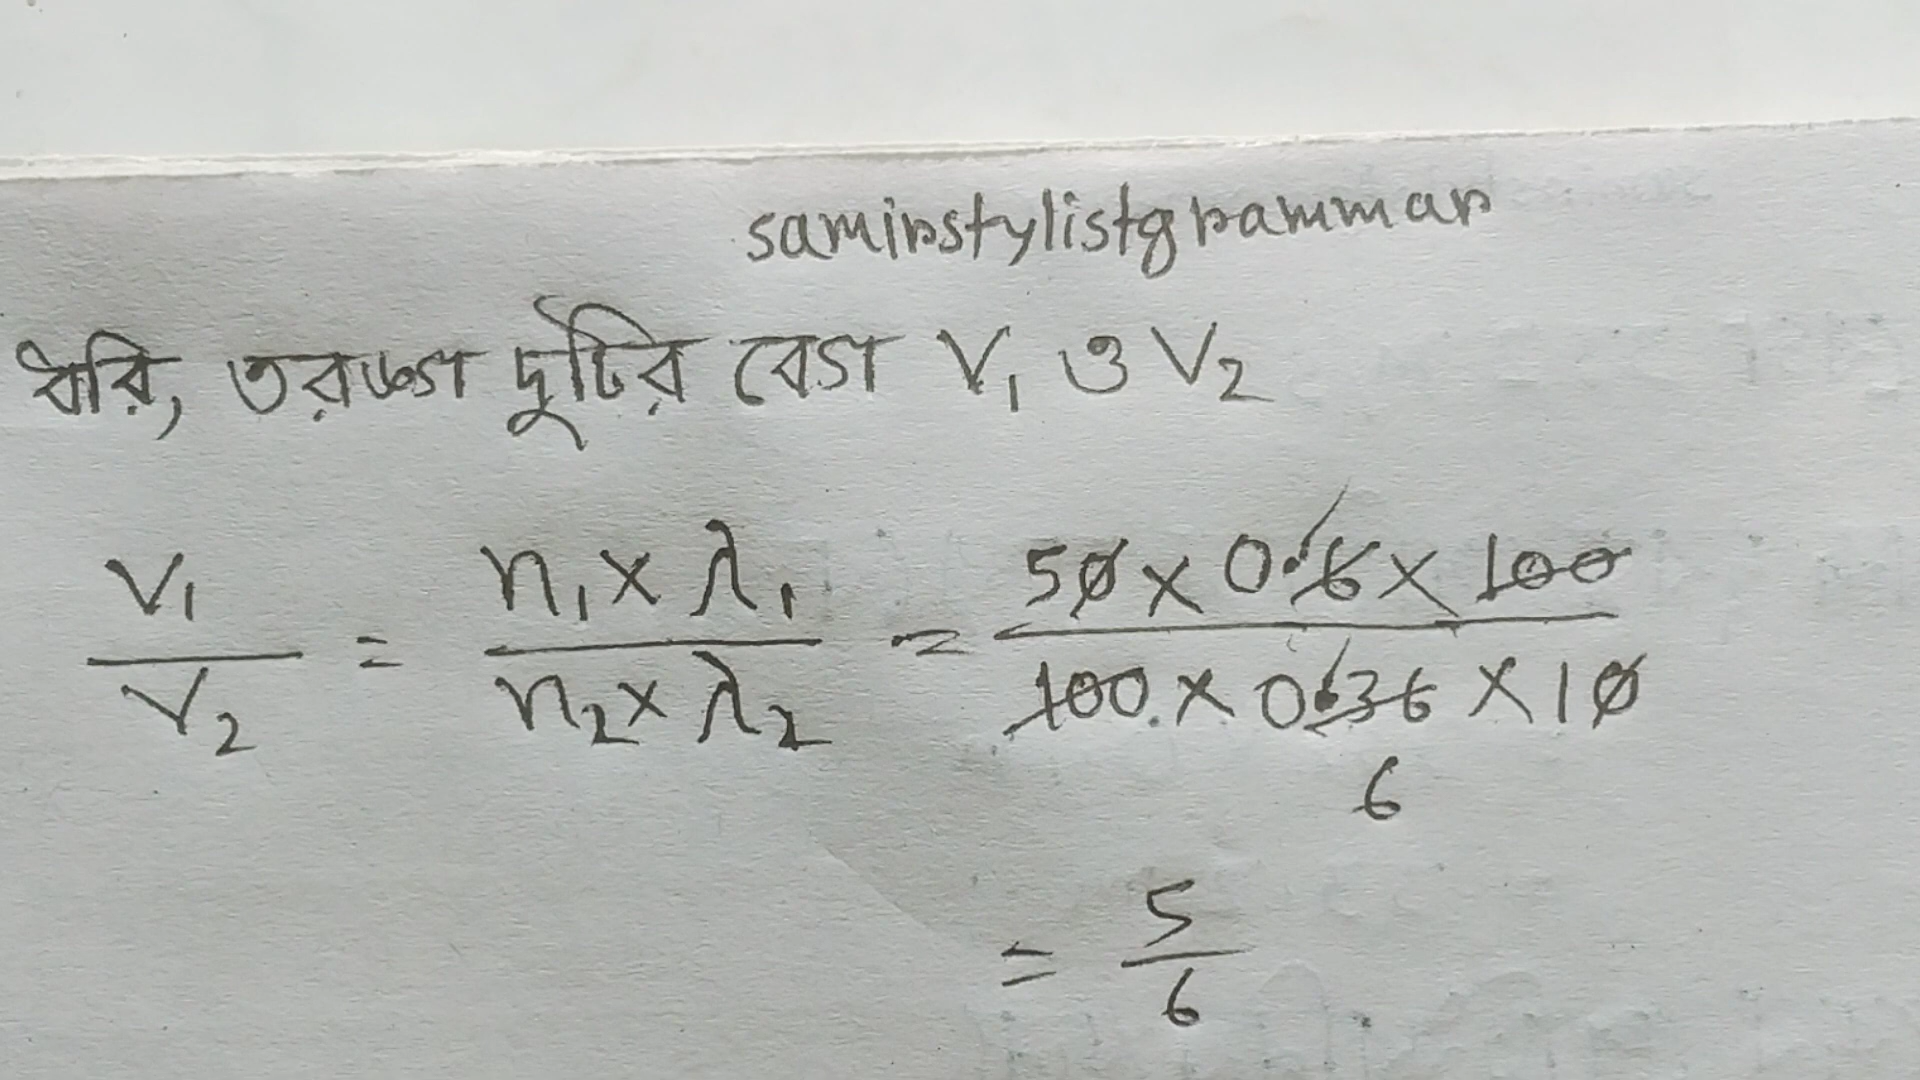 saminstylistgrammar
ধরি, তরঙ্গ দুটির বেগ V₁ ও V₂
V₁/V₂ = n₁ × λ₁ / n₂ × λ₂ = 50 × 0.6 × 100 / 100 × 0.36 × 10
6
= 5/6